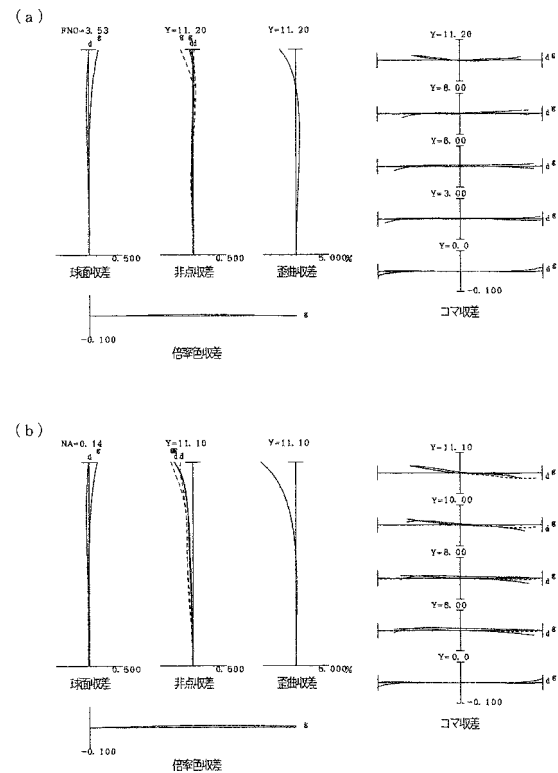 (a)
FNO=3.53
Y=11.20
Y=11.20
d g
g g
dd
0.500
0.500
5.000%
球面収差
非点収差
歪曲収差
g
-0.100
倍率色収差
Y=11.20
d g
Y=8.00
d g
Y=6.00
d g
Y=3.00
d g
Y=0.0
d g
-0.100
コマ収差
(b)
NA=0.14
Y=11.10
Y=11.10
d g
d d
0.500
0.500
5.000%
球面収差
非点収差
歪曲収差
g
-0.100
倍率色収差
Y=11.10
d g
Y=10.00
d g
Y=8.00
d g
Y=6.00
d g
Y=0.0
d g
-0.100
コマ収差